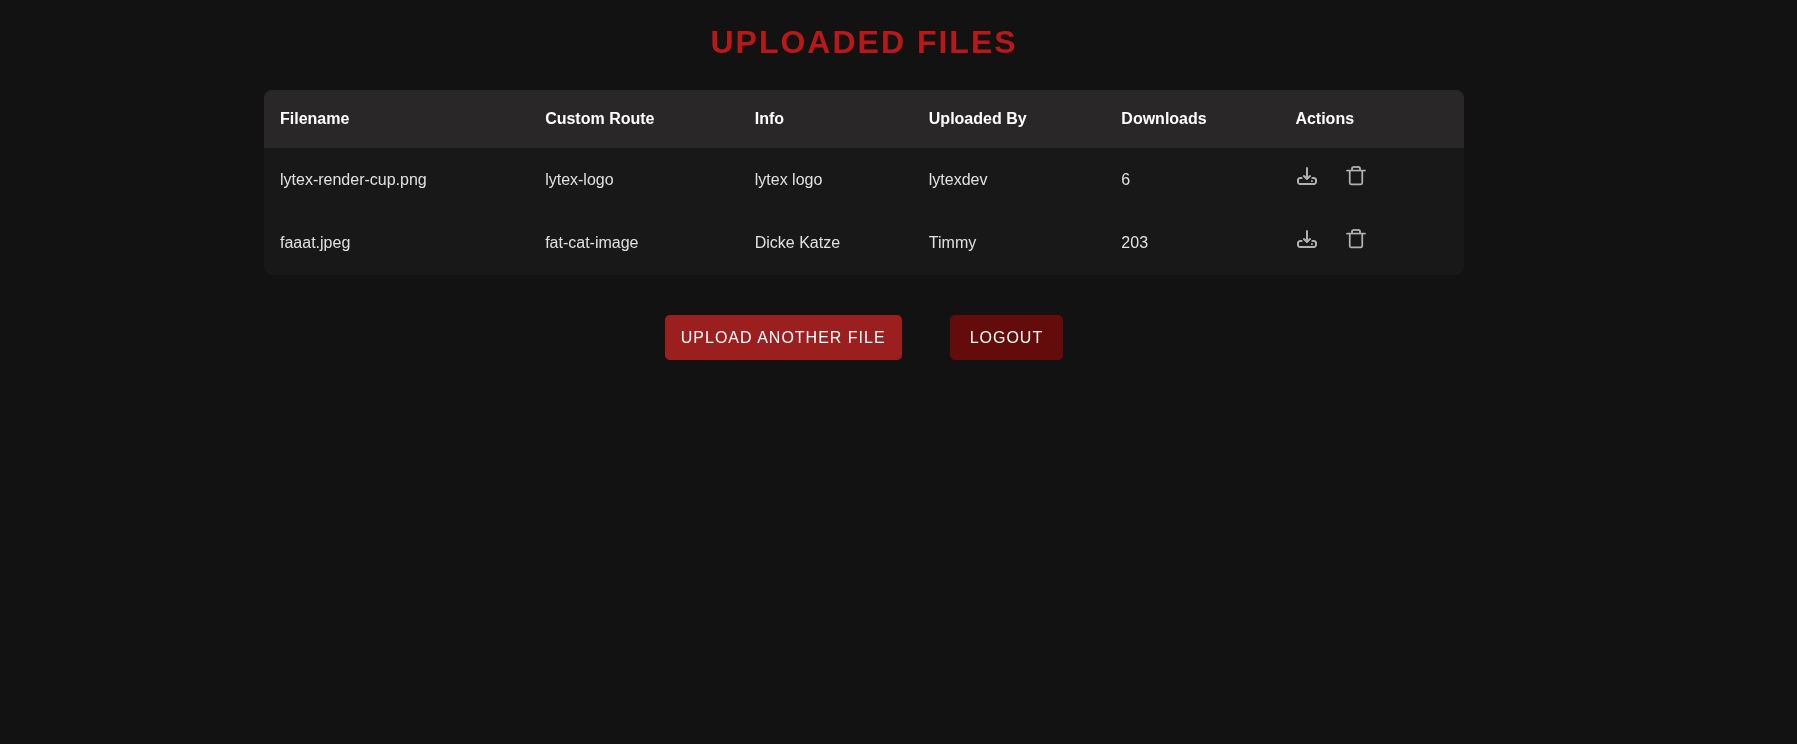 UPLOADED FILES
Filename Custom Route Info Uploaded By Downloads Actions
lytex-render-cup.png lytex-logo lytex logo lytexdev 6
faaat.jpeg fat-cat-image Dicke Katze Timmy 203
UPLOAD ANOTHER FILE LOGOUT